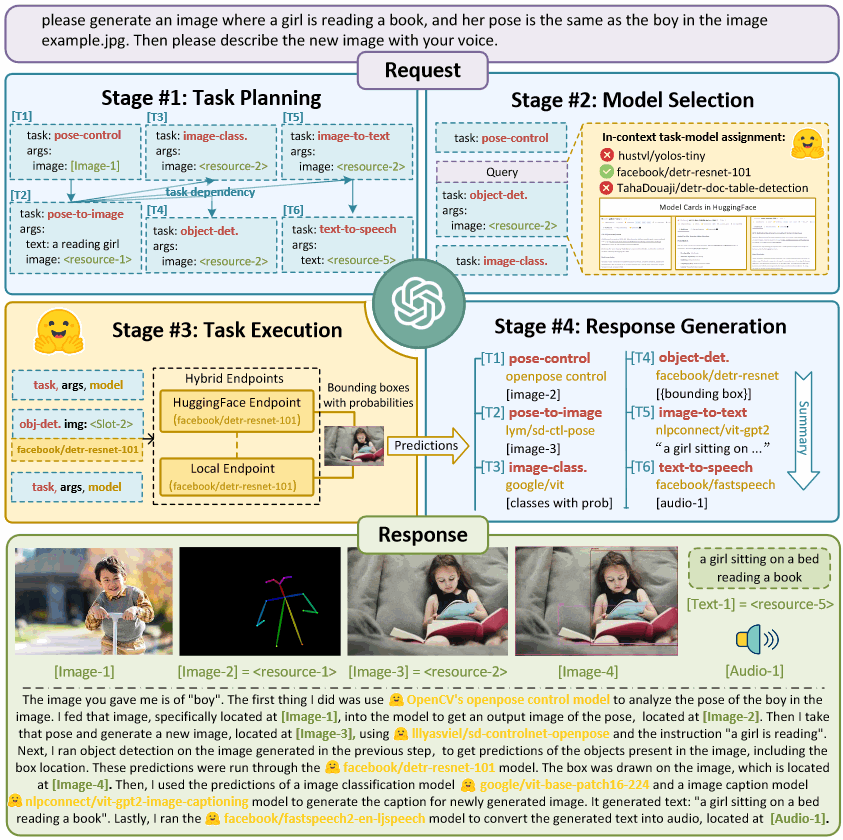 please generate an image where a girl is reading a book, and her pose is the same as the boy in the image
example.jpg. Then please describe the new image with your voice.
Request
Stage #1: Task Planning
[T1]
task: pose-control
args:
image: [Image-1]
[T3]
task: image-class.
args:
image: <resource-2>
[T5]
task: image-to-text
args:
image: <resource-2>
task dependency
[T2]
task: pose-to-image
args:
text: a reading girl
image: <resource-1>
[T4]
task: object-det.
args:
image: <resource-2>
[T6]
task: text-to-speech
args:
text: <resource-5>
Stage #2: Model Selection
task: pose-control
Query
task: object-det.
args:
image: <resource-2>
task: image-class.
In-context task-model assignment:
hustvl/yolos-tiny
facebook/detr-resnet-101
TahaDouaji/detr-doc-table-detection
Model Cards in HuggingFace
Stage #3: Task Execution
task, args, model
obj-det. img: <Slot-2>
facebook/detr-resnet-101
task, args, model
Hybrid Endpoints
HuggingFace Endpoint
(facebook/detr-resnet-101)
Local Endpoint
(facebook/detr-resnet-101)
Bounding boxes
with probabilities
Predictions
Stage #4: Response Generation
[T1] pose-control
openpose control
[image-2]
[T2] pose-to-image
lym/sd-ctl-pose
[image-3]
[T3] image-class.
google/vit
[classes with prob]
[T4] object-det.
facebook/detr-resnet
[{bounding box}]
[T5] image-to-text
nlpconnect/vit-gpt2
“a girl sitting on ...”
[T6] text-to-speech
facebook/fastspeech
[audio-1]
Summary
Response
a girl sitting on a bed
reading a book
[Text-1] = <resource-5>
[Image-1]
[Image-2] = <resource-1>
[Image-3] = <resource-2>
[Image-4]
[Audio-1]
The image you gave me is of "boy". The first thing I did was use OpenCV's openpose control model to analyze the pose of the boy in the
image. I fed that image, specifically located at [Image-1], into the model to get an output image of the pose, located at [Image-2]. Then I take
that pose and generate a new image, located at [Image-3], using lllyasviel/sd-controlnet-openpose and the instruction "a girl is reading".
Next, I ran object detection on the image generated in the previous step, to get predictions of the objects present in the image, including the
box location. These predictions were run through the facebook/detr-resnet-101 model. The box was drawn on the image, which is located
at [Image-4]. Then, I used the predictions of a image classification model google/vit-base-patch16-224 and a image caption model
nlpconnect/vit-gpt2-image-captioning model to generate the caption for newly generated image. It generated text: "a girl sitting on a bed
reading a book". Lastly, I ran the facebook/fastspeech2-en-ljspeech model to convert the generated text into audio, located at [Audio-1].